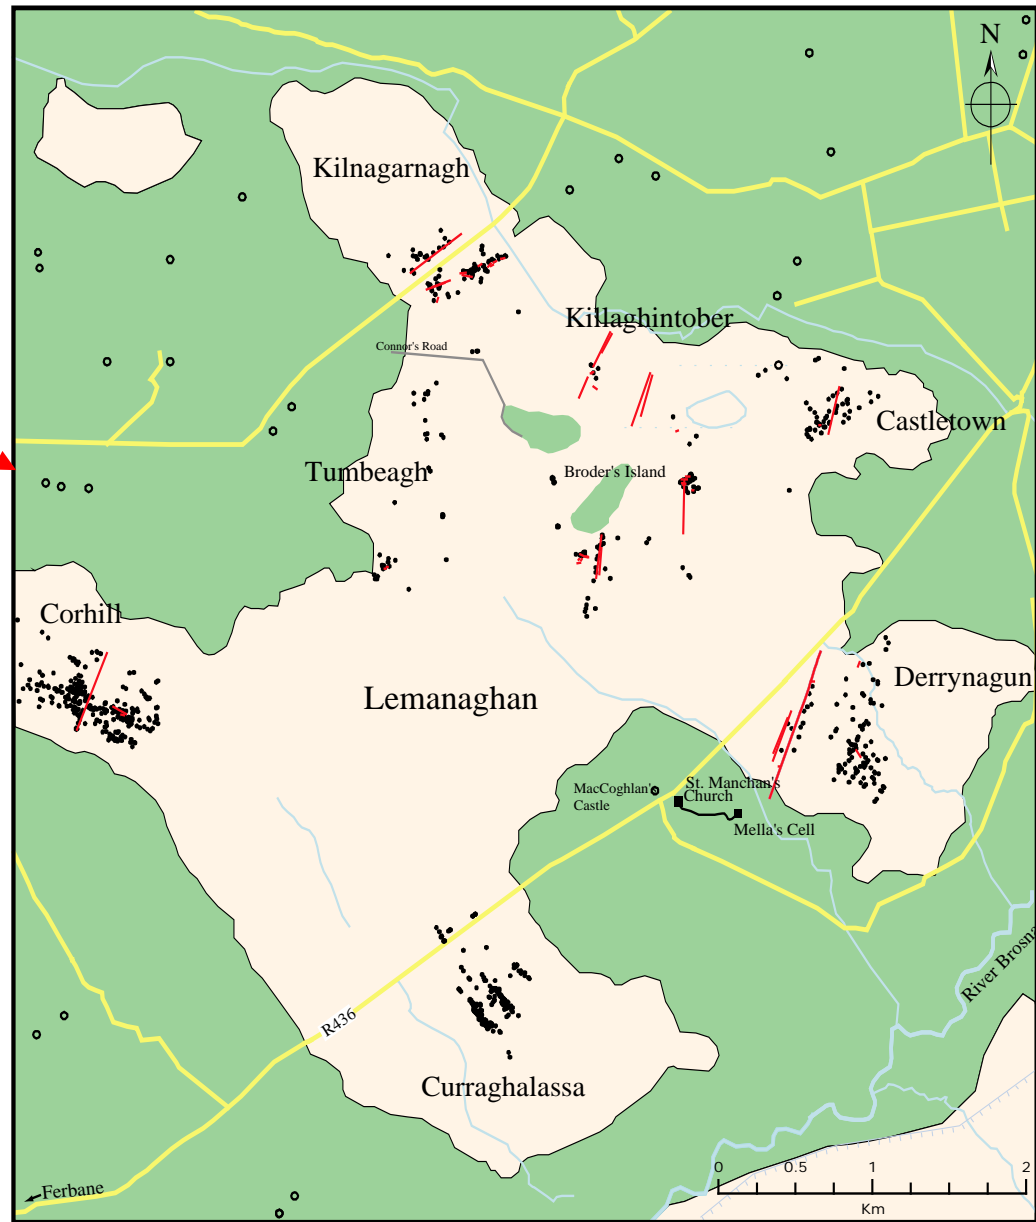 N
Kilnagarnagh
Killaghintober
Connor's Road
Castletown
Tumbeagh
Broder's Island
Corhill
Derrynagun
Lemanaghan
MacCoghlan's
Castle
St. Manchan's
Church
Mella's Cell
River Brosna
R436
Curraghalassa
Ferbane
0 0.5 1 2
Km